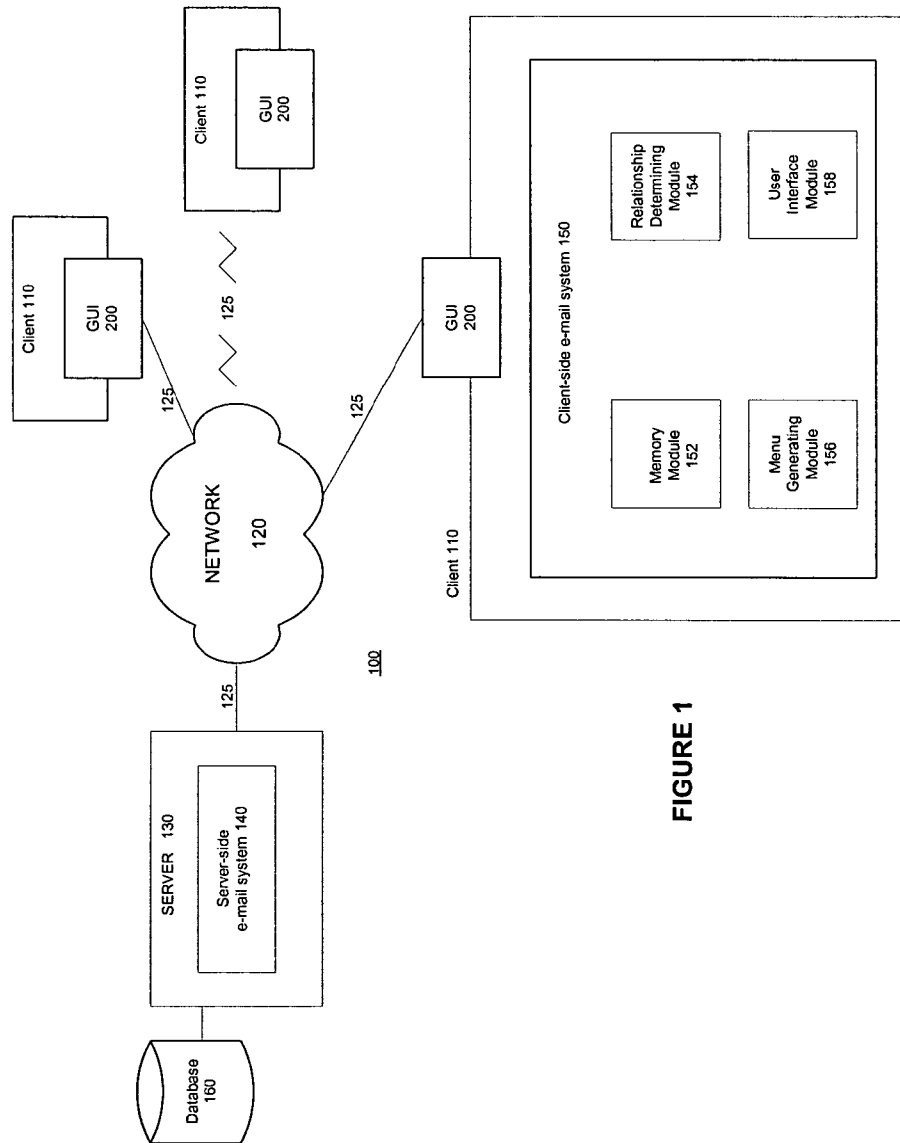 Database
160
SERVER 130
Server-side
e-mail system 140
125
NETWORK
120
125
Client 110
GUI
200
125
Client 110
GUI
200
125
GUI
200
100
Client 110
Client-side e-mail system 150
Memory
Module
152
Relationship
Determining
Module
154
Menu
Generating
Module
156
User
Interface
Module
158
FIGURE 1